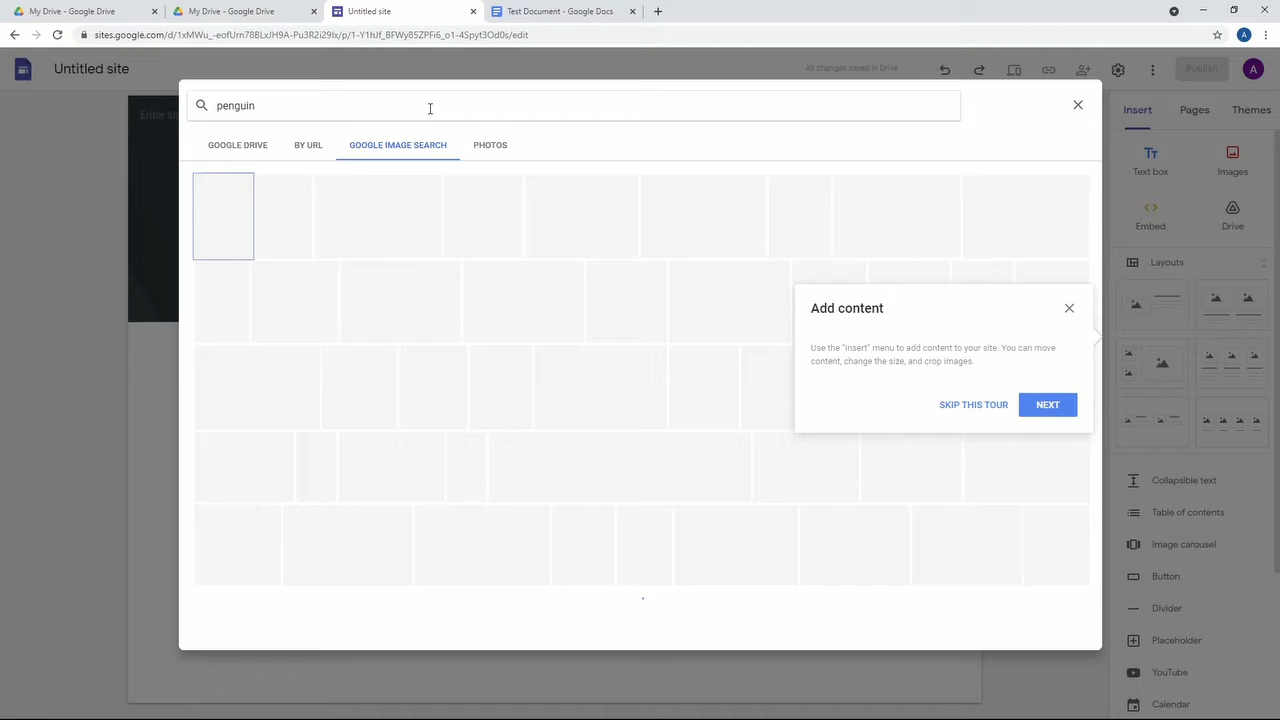 My Drive - Google Drive
My Drive - Google Drive
Untitled site
Test Document - Google Docs
sites.google.com/d/1xMWu_-eofUrn78BLxJH9A-Pu3R2i29Ix/p/1-Y1hJf_BFWy85ZPFi6_o1-4Spyt3Od0s/edit
A
Untitled site
All changes saved in Drive
Publish
A
penguin
Enter si
Insert
Pages
Themes
GOOGLE DRIVE
BY URL
GOOGLE IMAGE SEARCH
PHOTOS
Text box
Images
Embed
Drive
Layouts
Add content
Use the "Insert" menu to add content to your site. You can move
content, change the size, and crop images.
SKIP THIS TOUR
NEXT
Collapsible text
Table of contents
Image carousel
Button
Divider
Placeholder
YouTube
Calendar